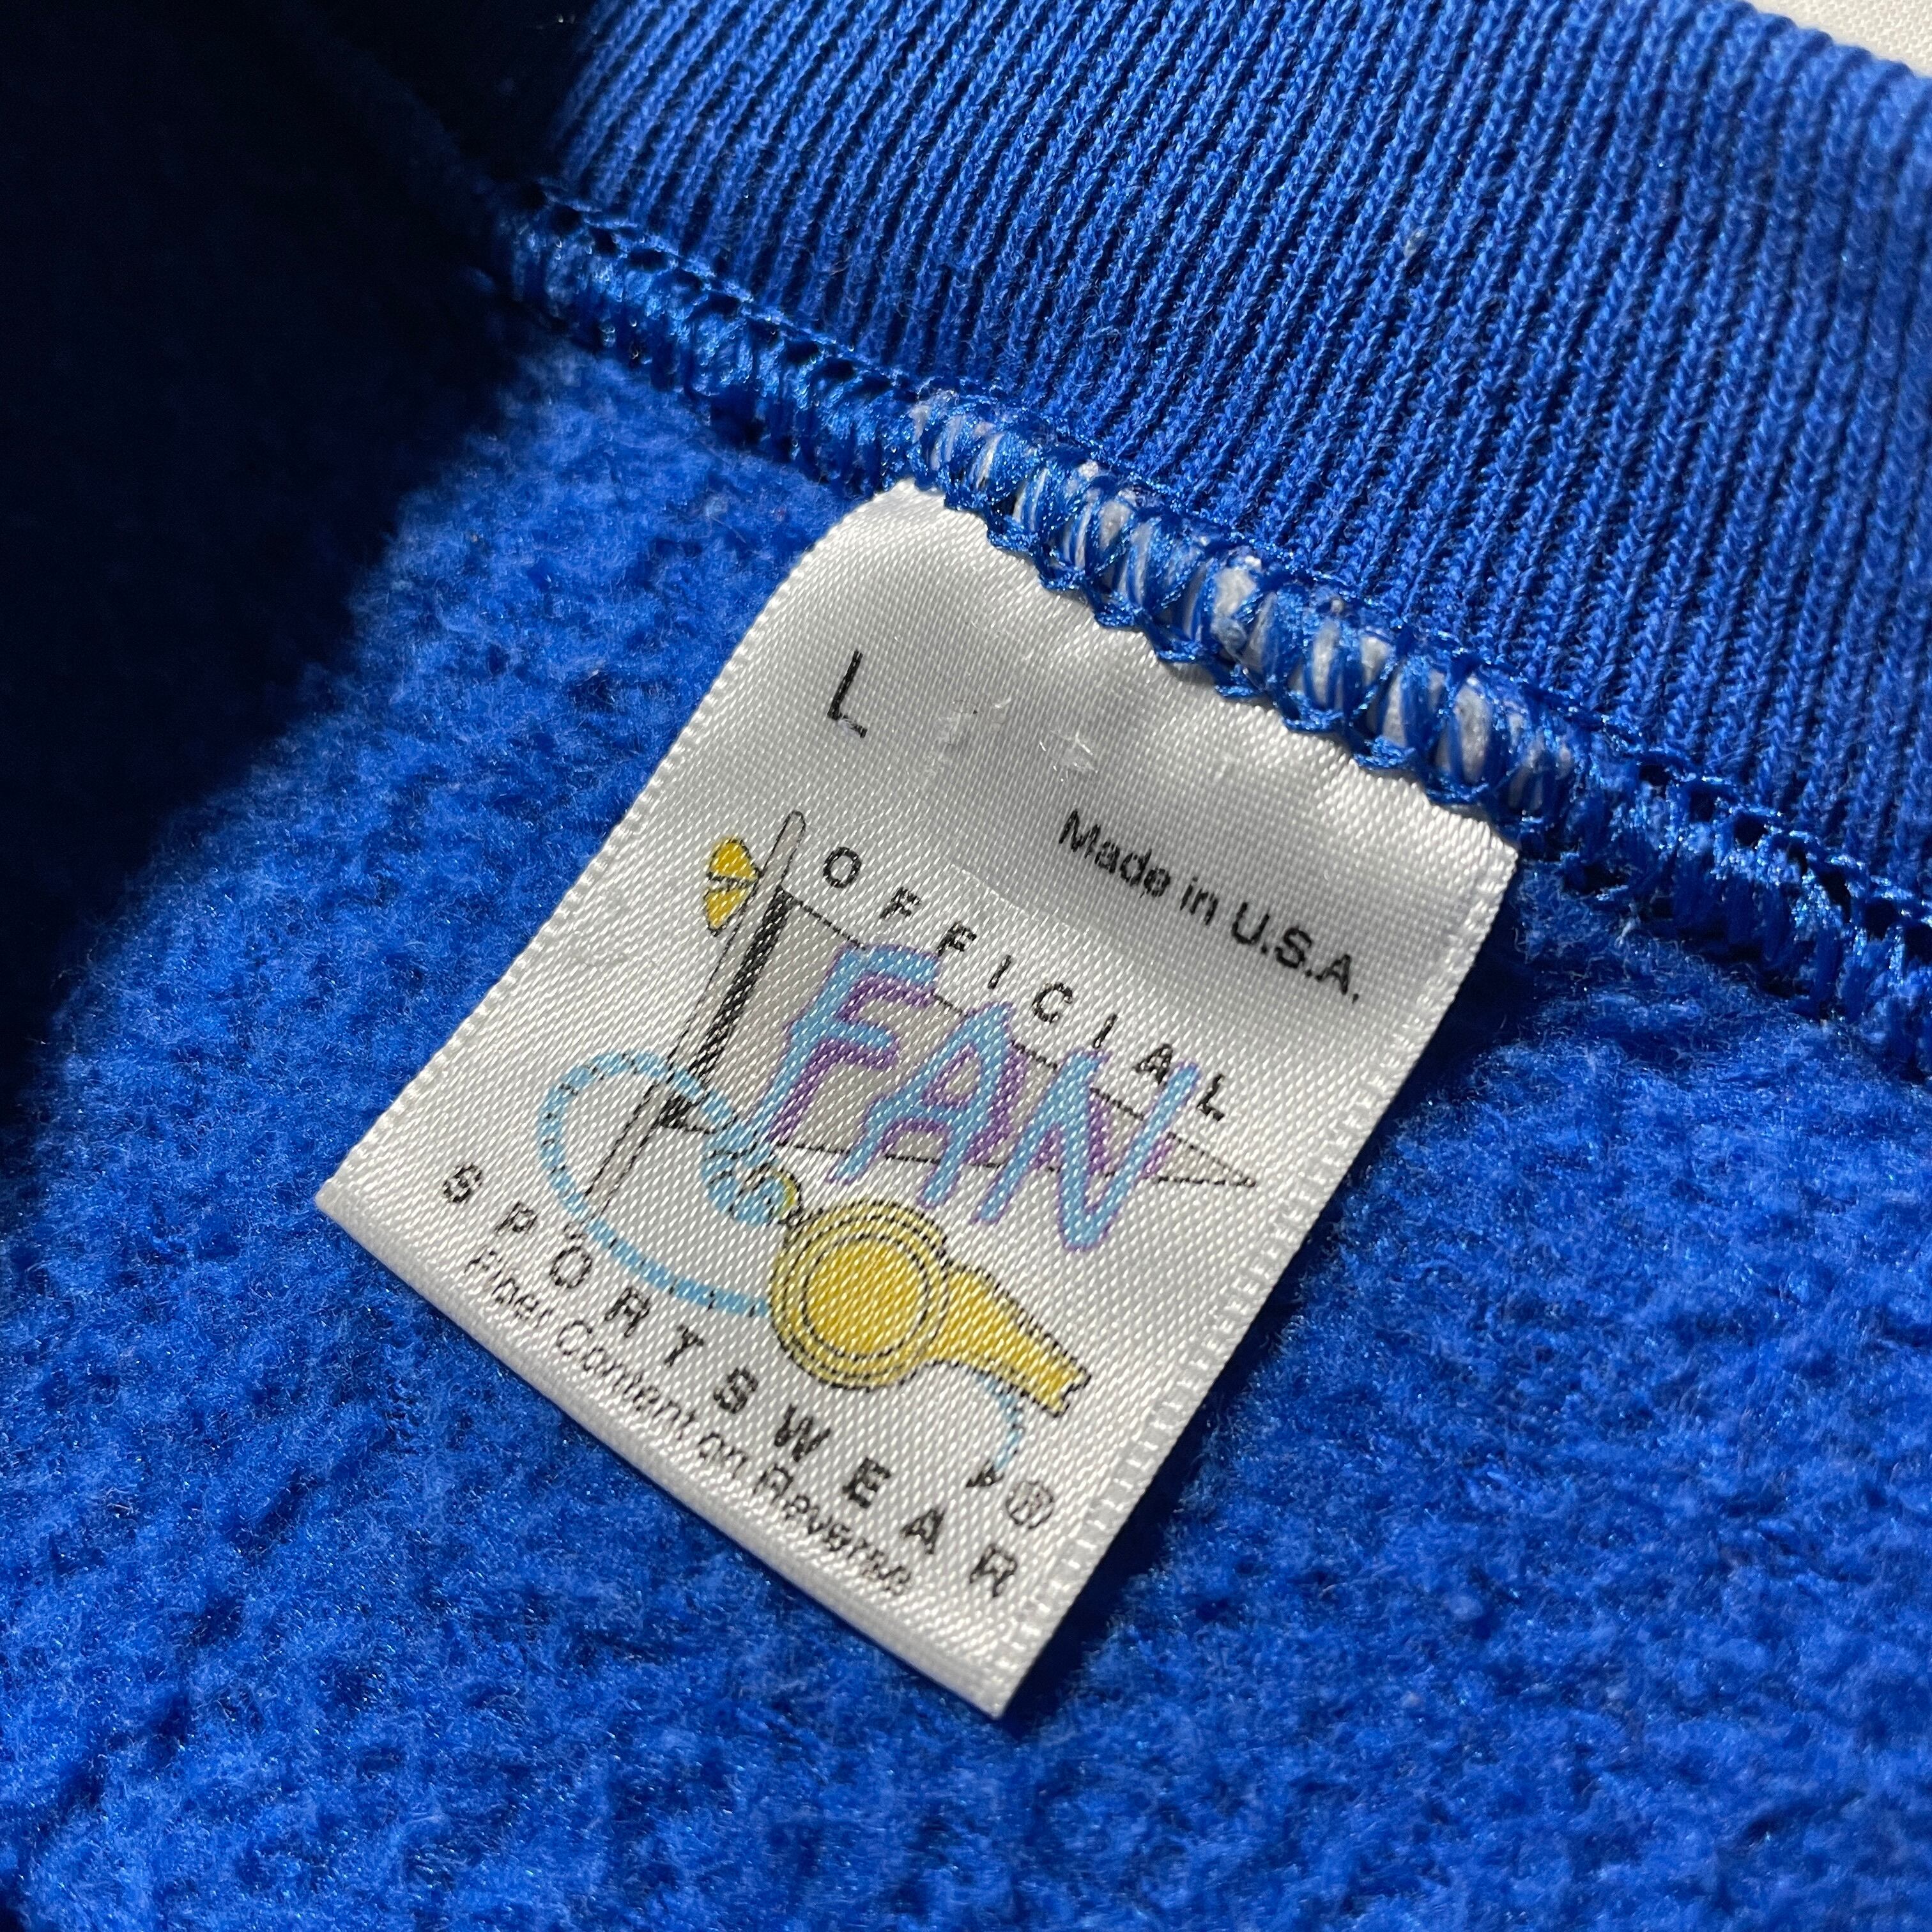 L
Made in U.S.A.
OFFICIAL
FAN
SPORTSWEAR ®
Fiber Content on Reverse